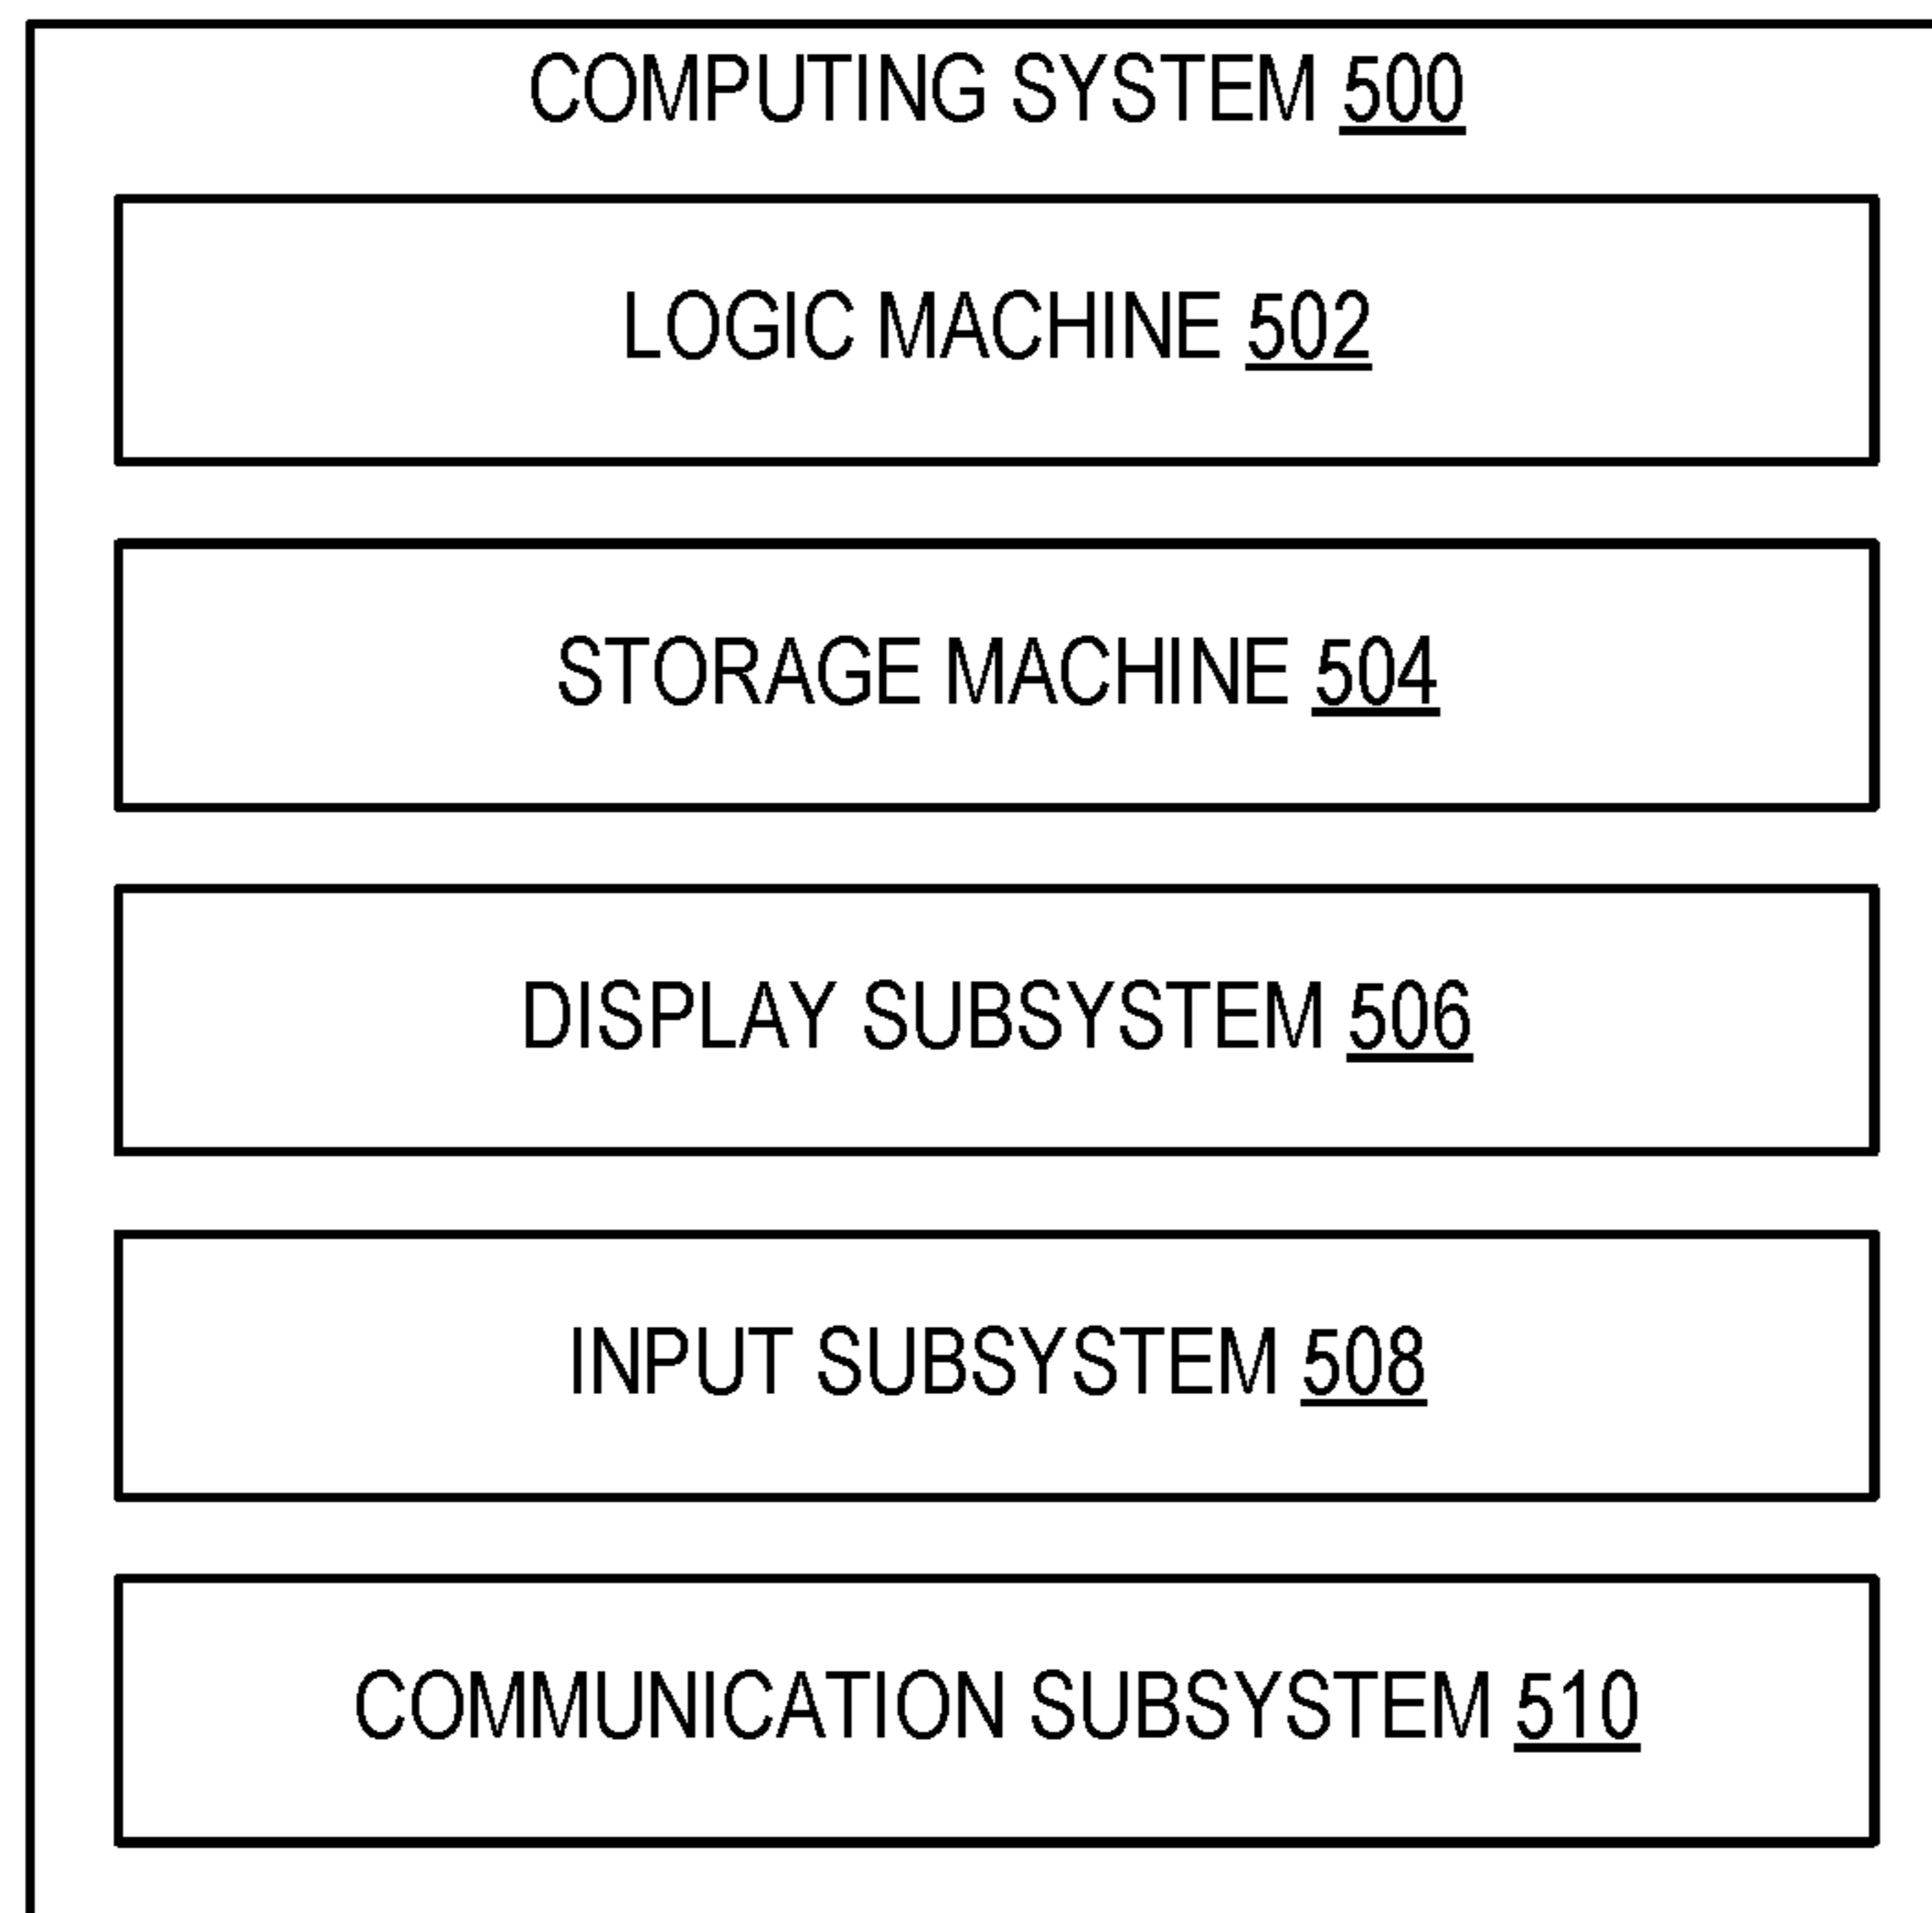 COMPUTING SYSTEM 500
LOGIC MACHINE 502
STORAGE MACHINE 504
DISPLAY SUBSYSTEM 506
INPUT SUBSYSTEM 508
COMMUNICATION SUBSYSTEM 510